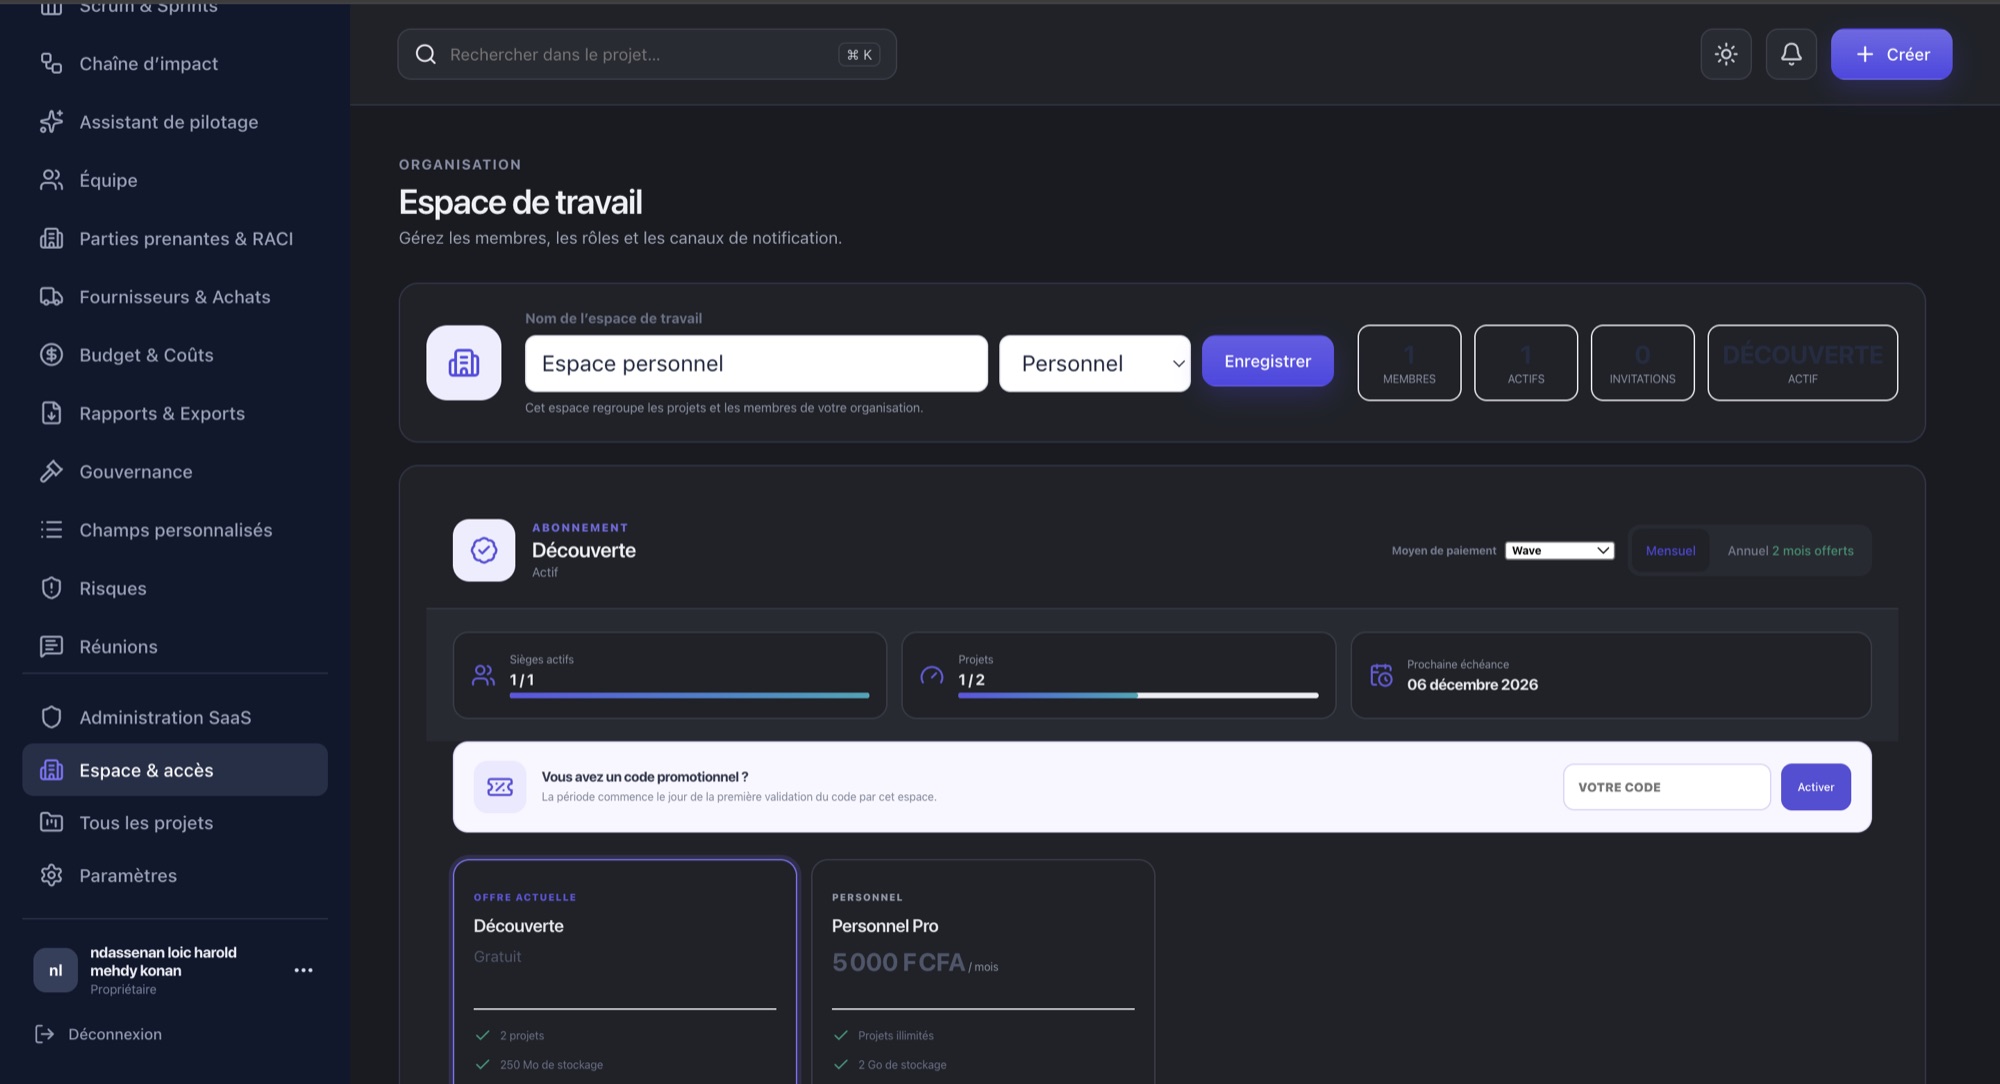 Scrum & Sprints
Chaîne d’impact
Assistant de pilotage
Équipe
Parties prenantes & RACI
Fournisseurs & Achats
Budget & Coûts
Rapports & Exports
Gouvernance
Champs personnalisés
Risques
Réunions
Administration SaaS
Espace & accès
Tous les projets
Paramètres
nl
ndassenan loic harold
mehdy konan
Propriétaire
Déconnexion
Rechercher dans le projet...
⌘ K
Créer
ORGANISATION
Espace de travail
Gérez les membres, les rôles et les canaux de notification.
Nom de l’espace de travail
Espace personnel
Personnel
Enregistrer
Cet espace regroupe les projets et les membres de votre organisation.
1
MEMBRES
1
ACTIFS
0
INVITATIONS
DÉCOUVERTE
ACTIF
ABONNEMENT
Découverte
Actif
Moyen de paiement
Wave
Mensuel
Annuel 2 mois offerts
Sièges actifs
1 / 1
Projets
1 / 2
Prochaine échéance
06 décembre 2026
Vous avez un code promotionnel ?
La période commence le jour de la première validation du code par cet espace.
VOTRE CODE
Activer
OFFRE ACTUELLE
Découverte
Gratuit
2 projets
250 Mo de stockage
PERSONNEL
Personnel Pro
5 000 F CFA / mois
Projets illimités
2 Go de stockage